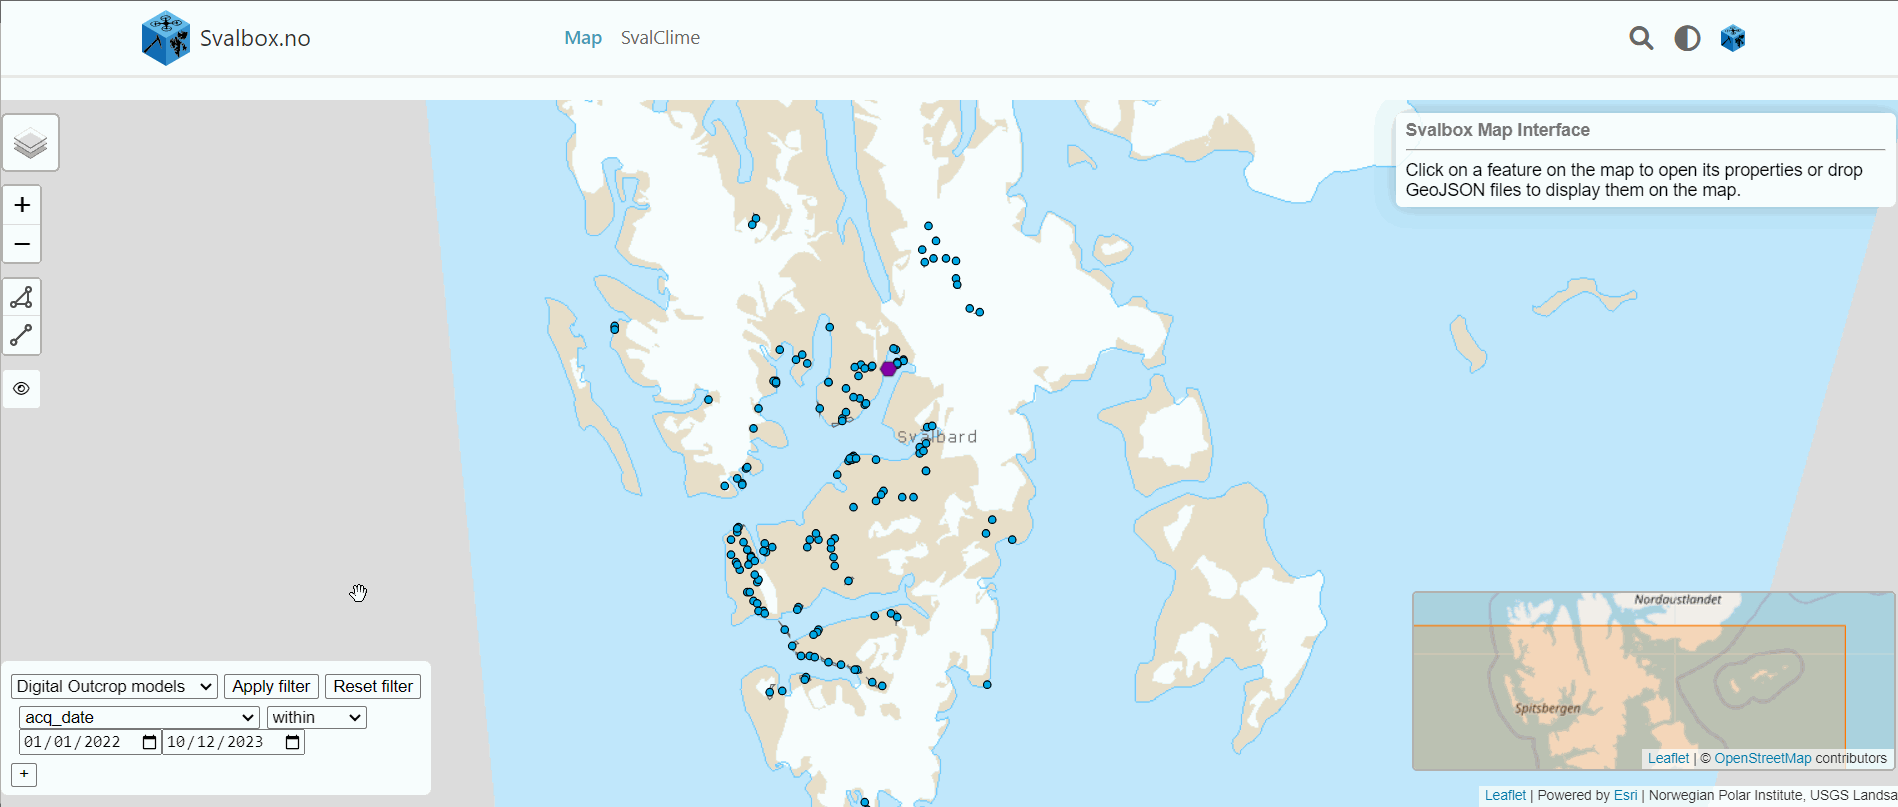 Svalbox.no
Map
SvalClime
Svalbox Map Interface
Click on a feature on the map to open its properties or drop
GeoJSON files to display them on the map.
+
−
Svalbard
Digital Outcrop models
Apply filter
Reset filter
acq_date
within
01/01/2022
10/12/2023
+
Nordaustlandet
Spitsbergen
Leaflet | © OpenStreetMap contributors
Leaflet | Powered by Esri | Norwegian Polar Institute, USGS Landsa